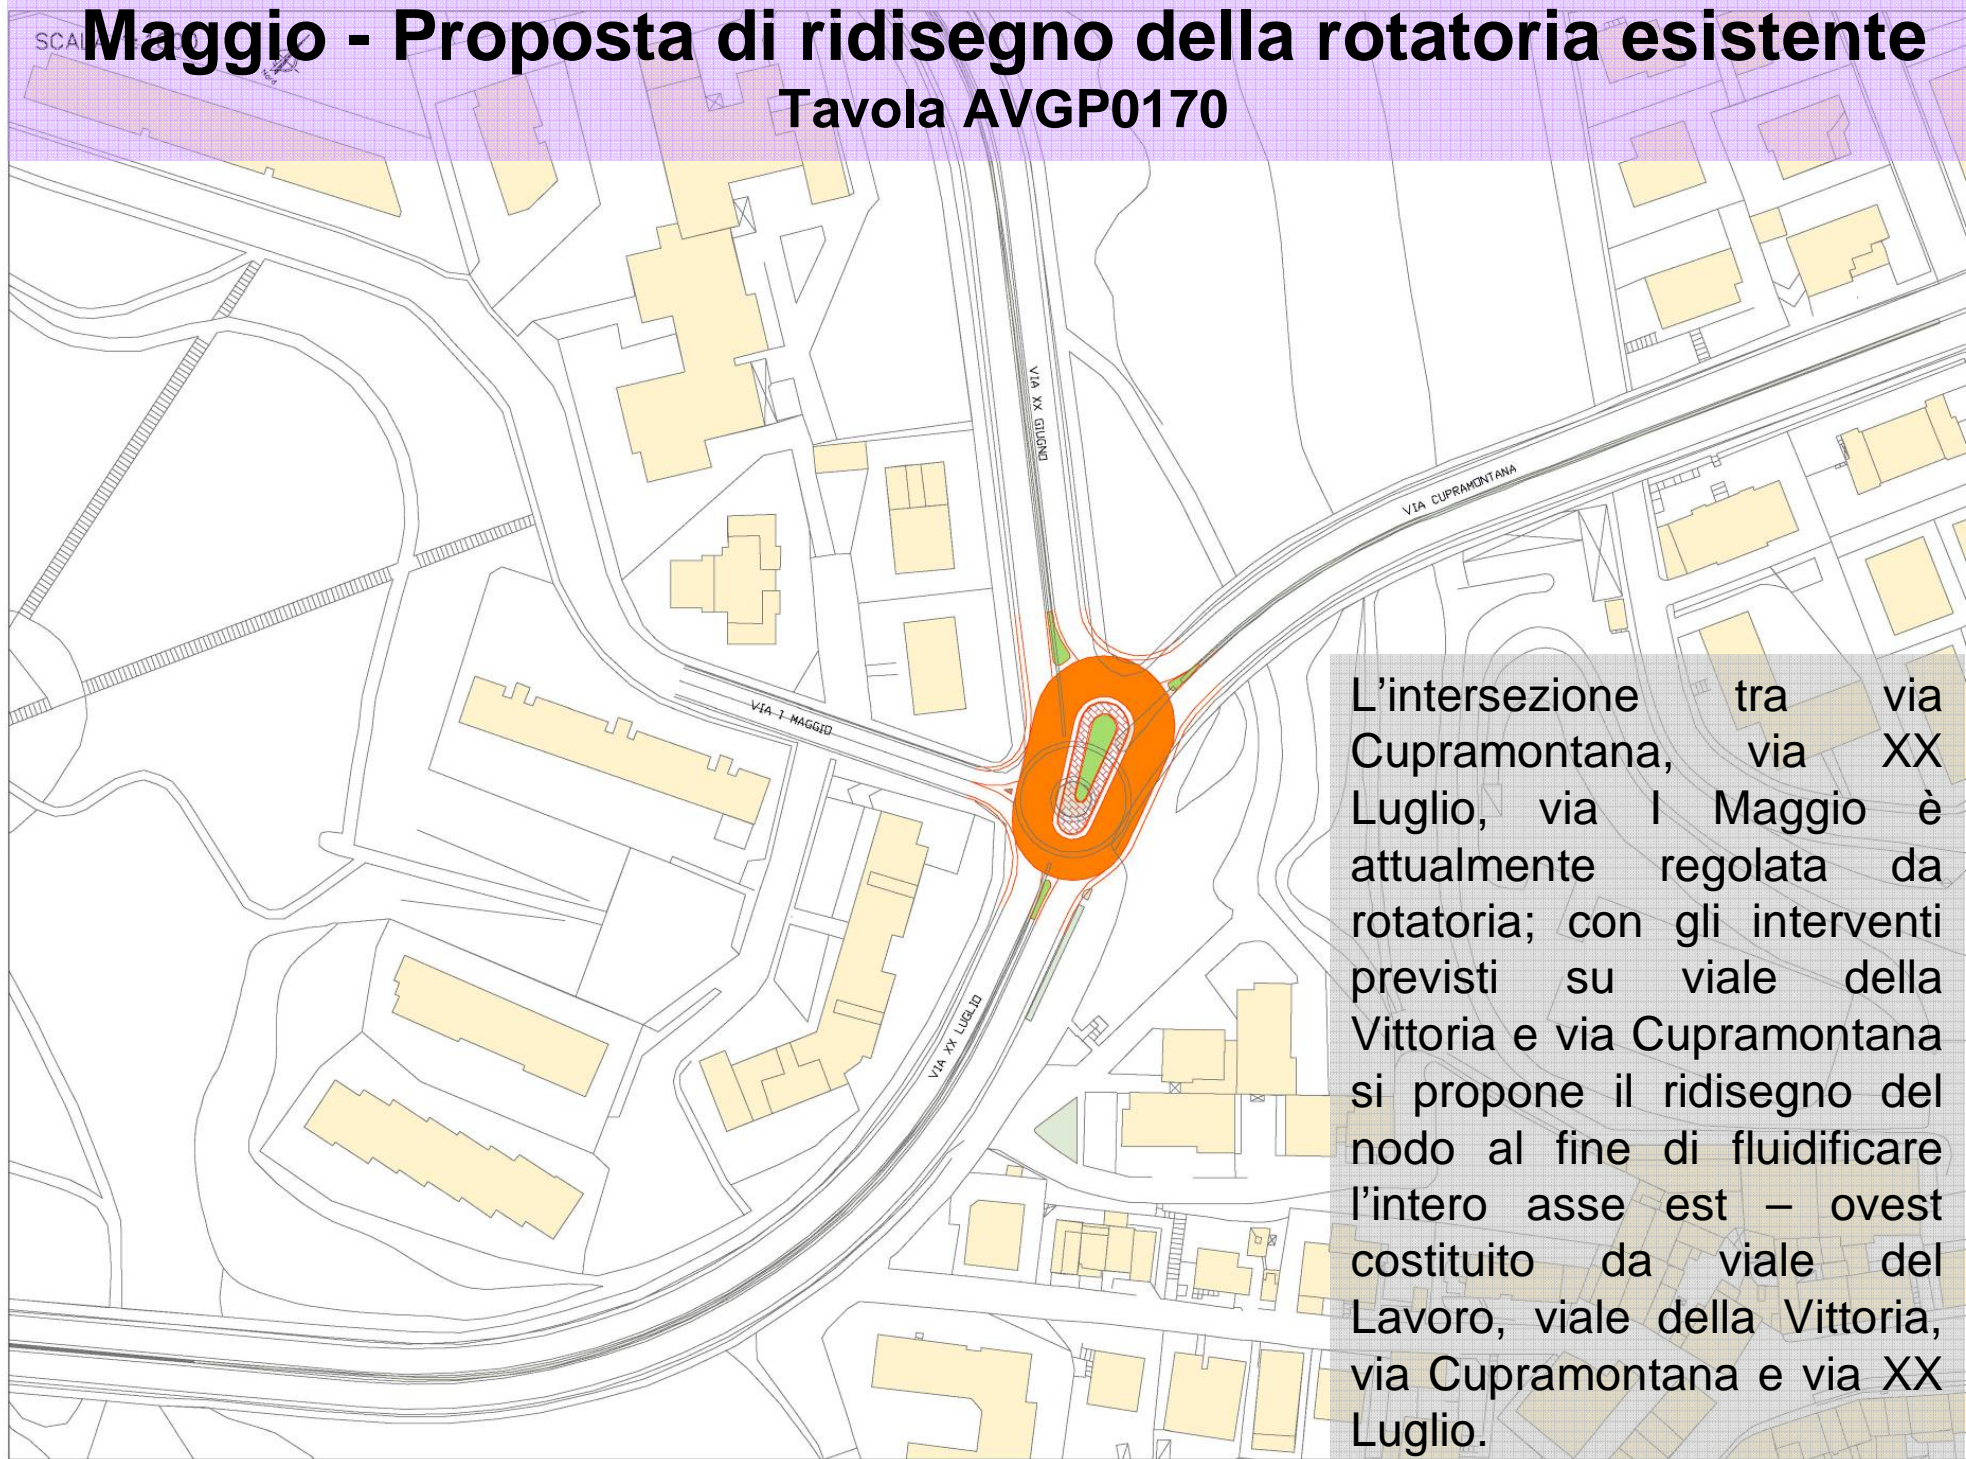 Maggio - Proposta di ridisegno della rotatoria esistente
Tavola AVGP0170
VIA XX GIUGNO
VIA CUPRAMONTANA
VIA I MAGGIO
VIA XX LUGLIO
L'intersezione tra via
Cupramontana, via XX
Luglio, via I Maggio è
attualmente regolata da
rotatoria; con gli interventi
previsti su viale della
Vittoria e via Cupramontana
si propone il ridisegno del
nodo al fine di fluidificare
l'intero asse est – ovest
costituito da viale del
Lavoro, viale della Vittoria,
via Cupramontana e via XX
Luglio.